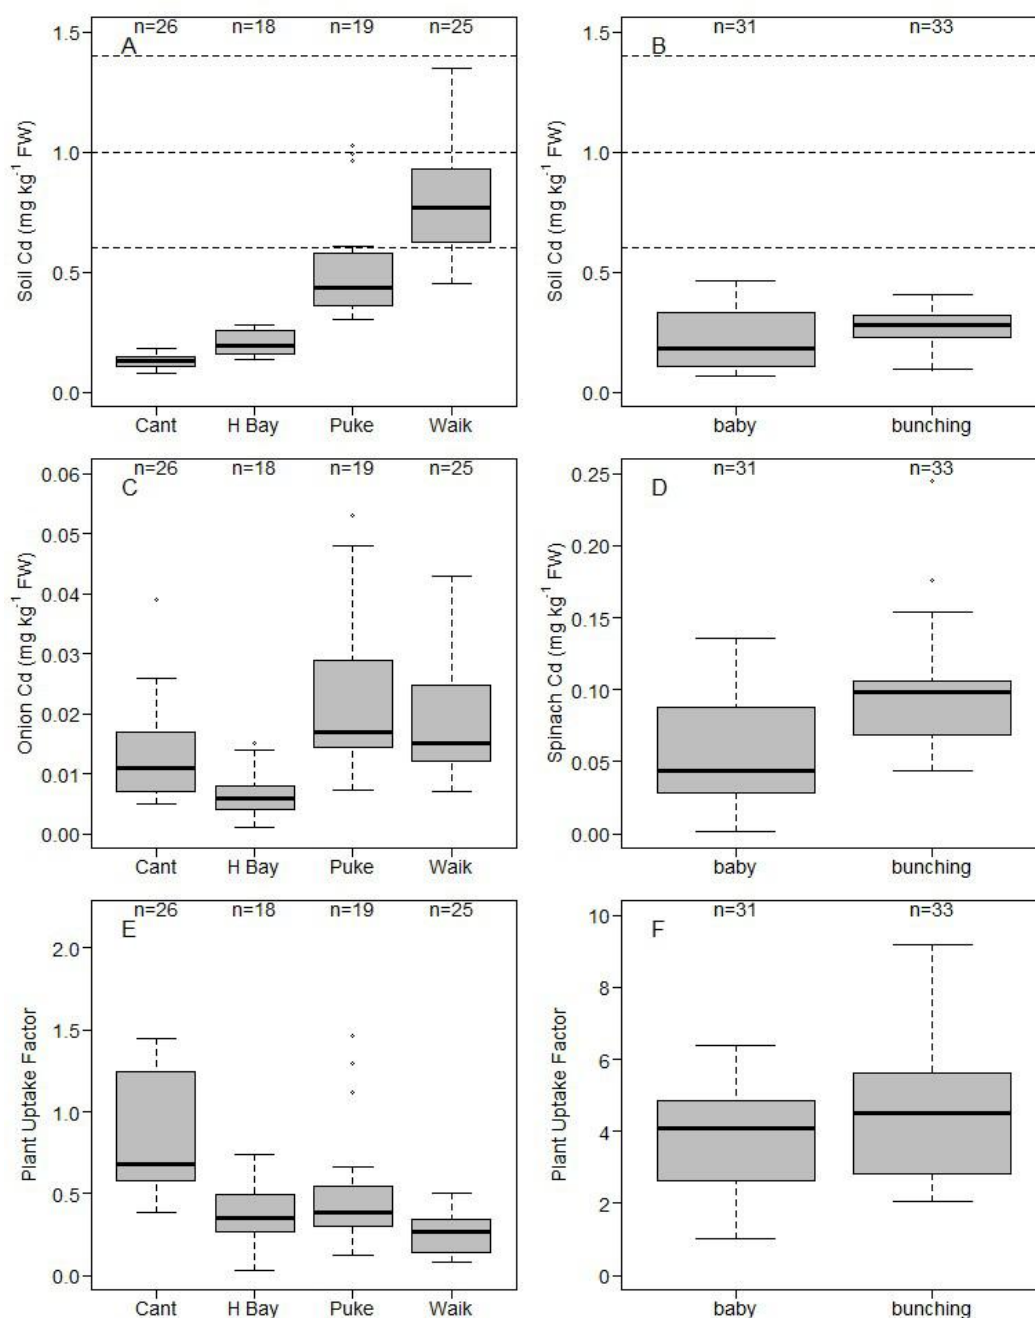 n=26 n=18 n=19 n=25
A
Soil Cd (mg kg-1 FW)
1.5
1.0
0.5
0.0
Cant H Bay Puke Waik
n=31 n=33
B
Soil Cd (mg kg-1 FW)
1.5
1.0
0.5
0.0
baby bunching
n=26 n=18 n=19 n=25
C
Onion Cd (mg kg-1 FW)
0.06
0.05
0.04
0.03
0.02
0.01
0.00
Cant H Bay Puke Waik
n=31 n=33
D
Spinach Cd (mg kg-1 FW)
0.25
0.20
0.15
0.10
0.05
0.00
baby bunching
n=26 n=18 n=19 n=25
E
Plant Uptake Factor
2.0
1.5
1.0
0.5
0.0
Cant H Bay Puke Waik
n=31 n=33
F
Plant Uptake Factor
10
8
6
4
2
0
baby bunching